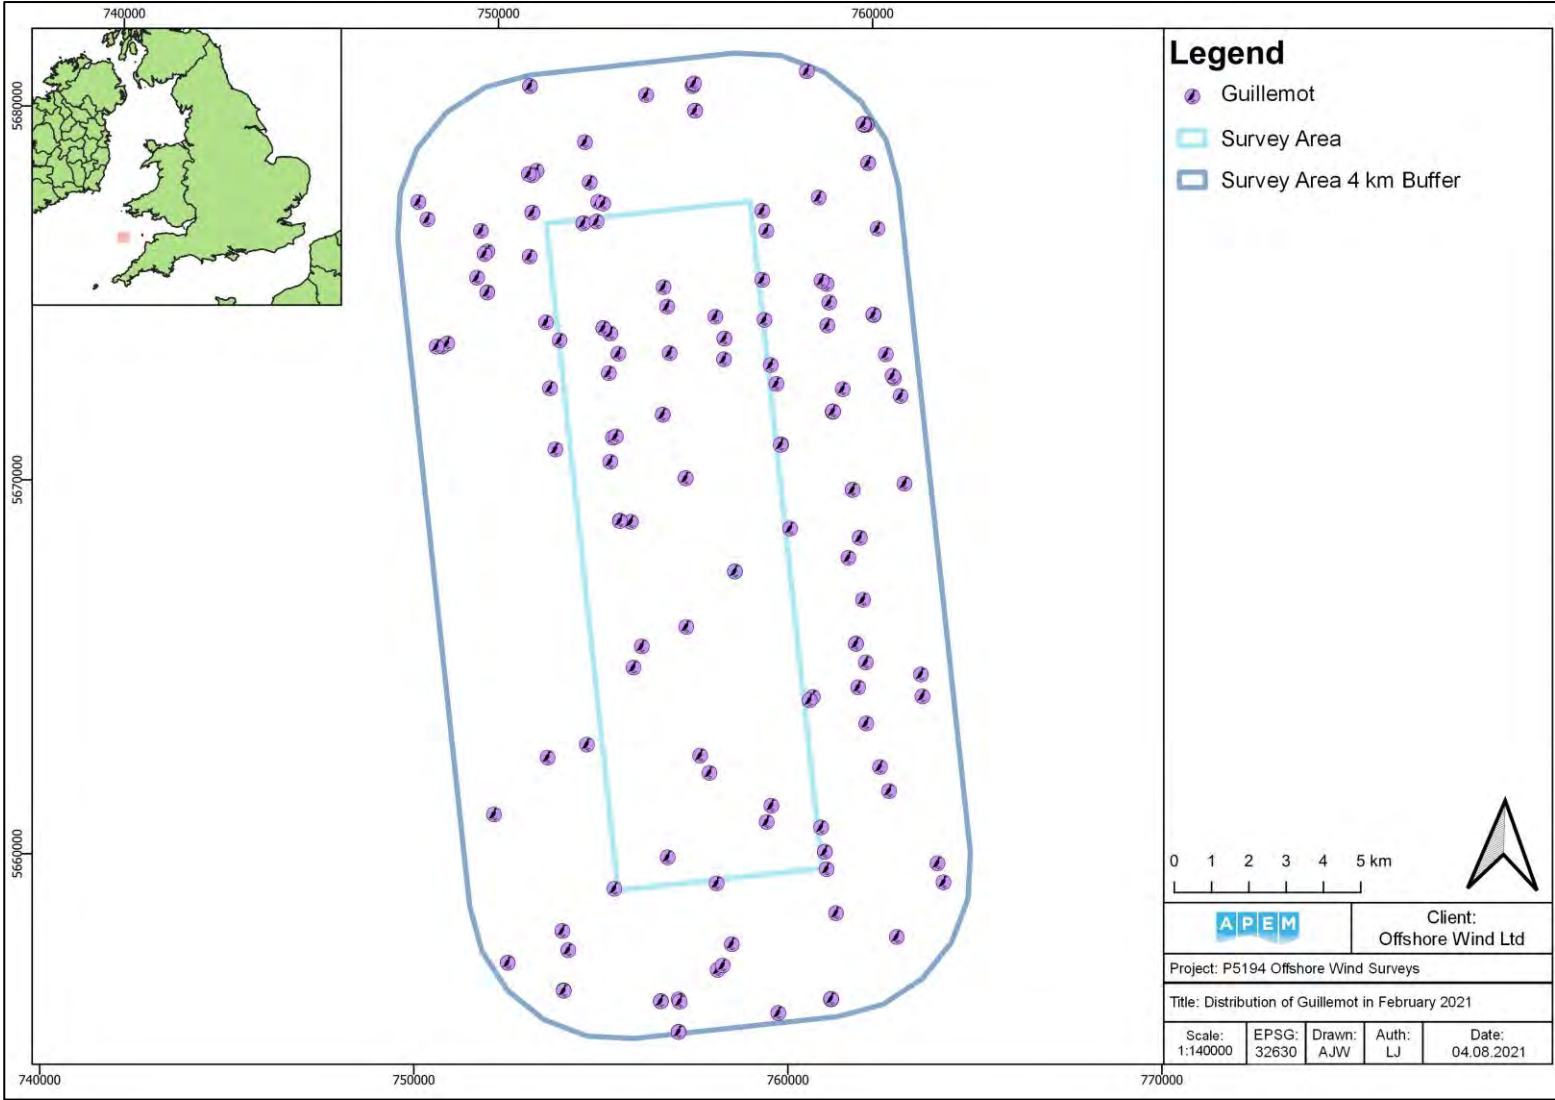 740000
750000
760000
5680000
5670000
5660000
740000
750000
760000
770000
Legend
Guillemot
Survey Area
Survey Area 4 km Buffer
0 1 2 3 4 5 km
APEM
Client:
Offshore Wind Ltd
Project: P5194 Offshore Wind Surveys
Title: Distribution of Guillemot in February 2021
Scale:
1:140000
EPSG:
32630
Drawn:
AJW
Auth:
LJ
Date:
04.08.2021